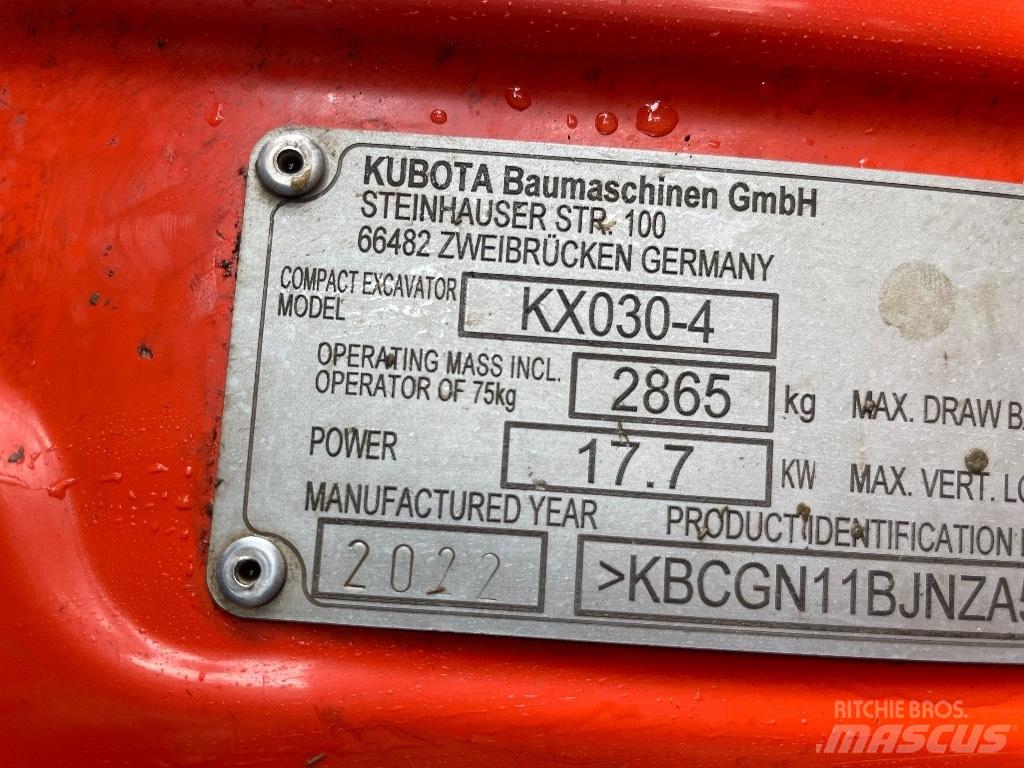 KUBOTA Baumaschinen GmbH
STEINHAUSER STR. 100
66482 ZWEIBRÜCKEN GERMANY
COMPACT EXCAVATOR
MODEL
KX030-4
OPERATING MASS INCL.
OPERATOR OF 75kg
2865 kg
MAX. DRAW B
POWER
17.7 KW
MAX. VERT. LO
MANUFACTURED YEAR
2022
PRODUCT IDENTIFICATION
>KBCGN11BJNZA5
RITCHIE BROS.
MASCUS